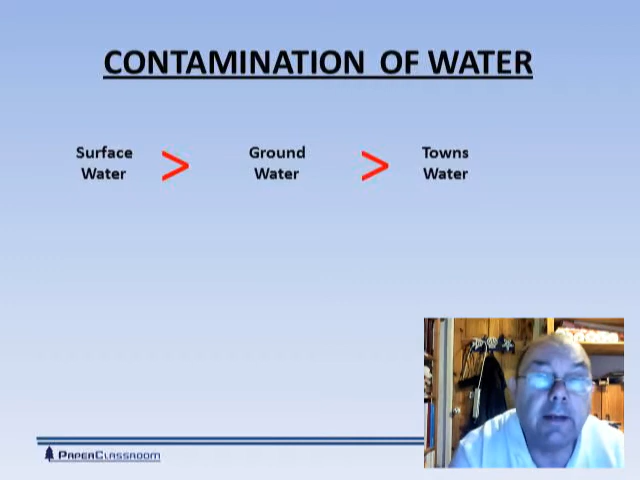 CONTAMINATION OF WATER
Surface
Water
>
Ground
Water
>
Towns
Water
PAPERCLASSROOM